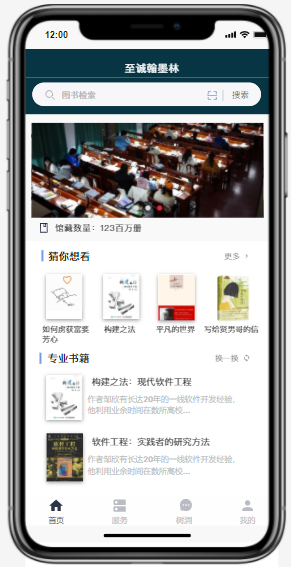 12:00
至诚翰墨林
图书检索
搜索
馆藏数量：123百万册
猜你想看
更多
如何虏获富婆
芳心
构建之法
平凡的世界
写给贤男哥的信
专业书籍
换一换
构建之法：现代软件工程
作者邹欣有长达20年的一线软件开发经验，
他利用业余时间在数所高校...
软件工程：实践者的研究方法
作者邹欣有长达20年的一线软件开发经验，
他利用业余时间在数所高校...
首页
服务
树洞
我的